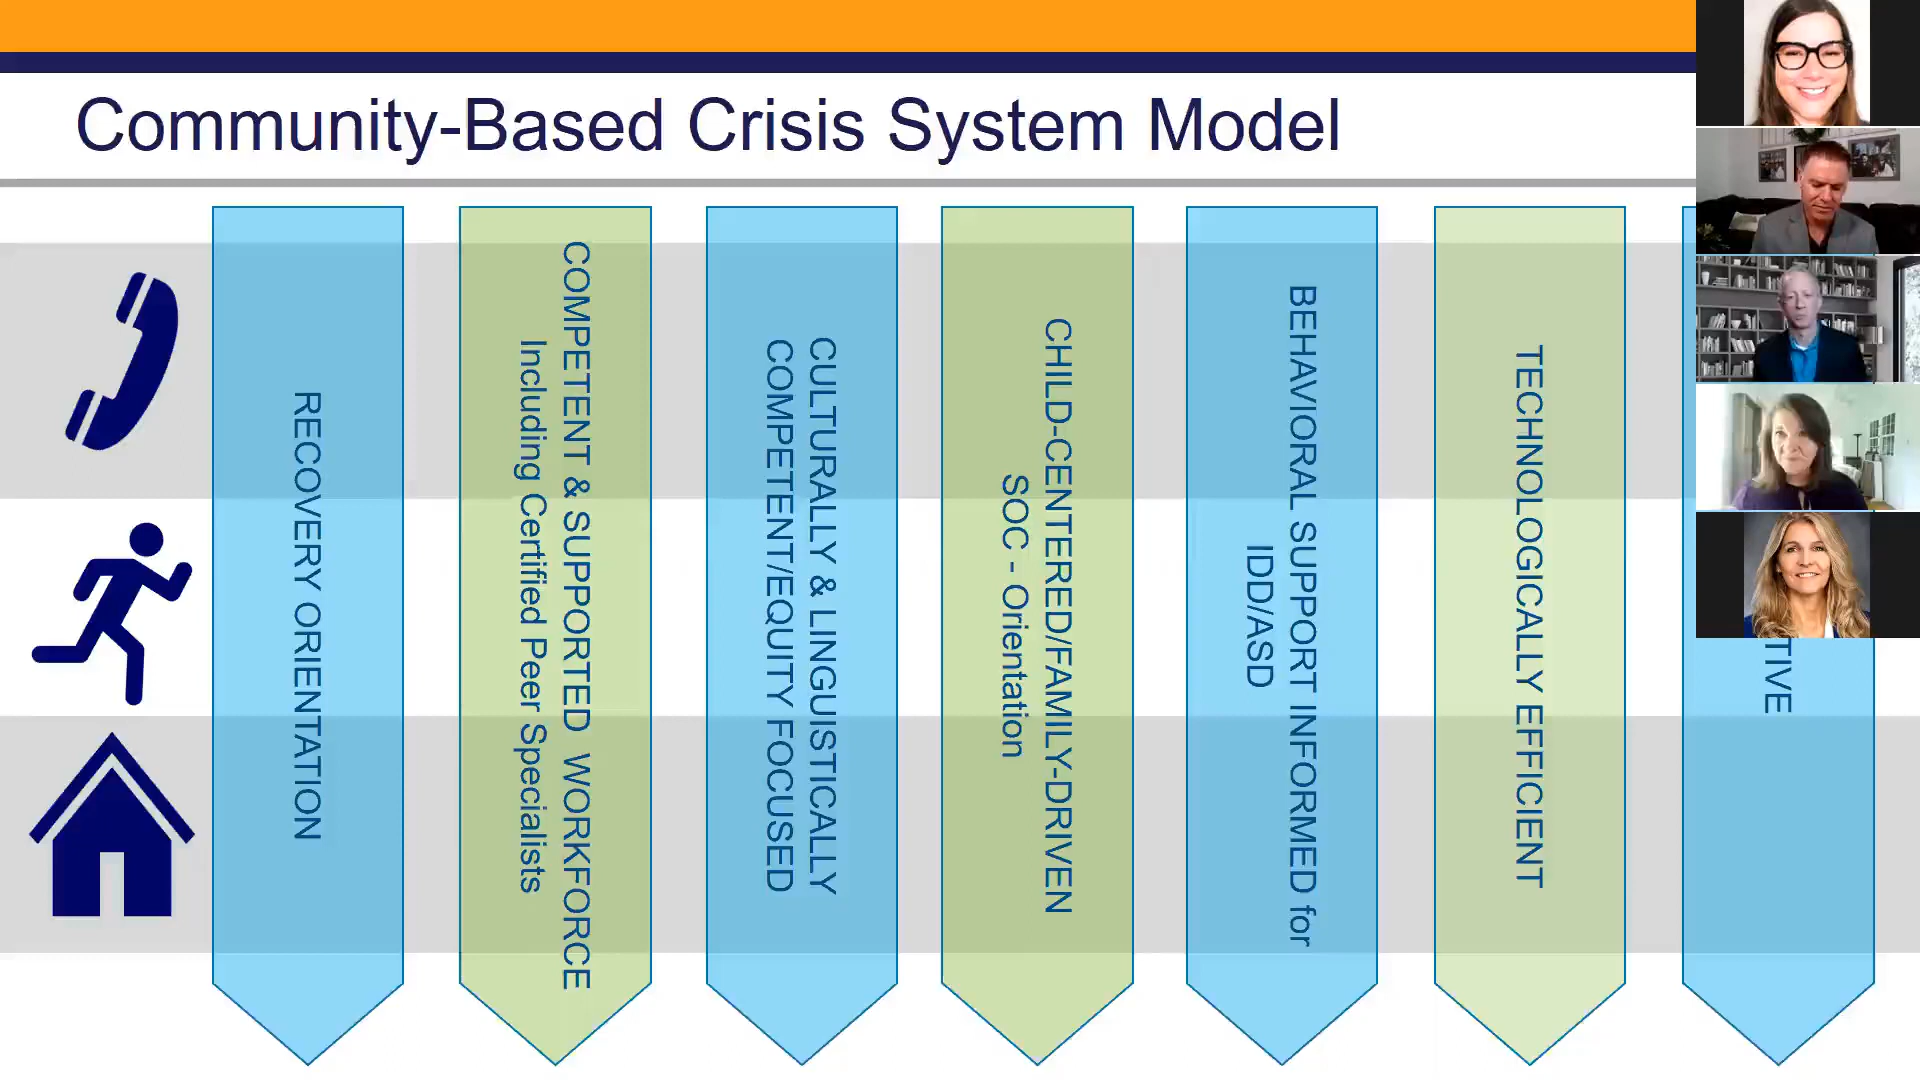 Community-Based Crisis System Model
RECOVERY ORIENTATION
COMPETENT & SUPPORTED WORKFORCE
Including Certified Peer Specialists
CULTURALLY & LINGUISTICALLY
COMPETENT/EQUITY FOCUSED
CHILD-CENTERED/FAMILY-DRIVEN
SOC - Orientation
BEHAVIORAL SUPPORT INFORMED for
IDD/ASD
TECHNOLOGICALLY EFFICIENT